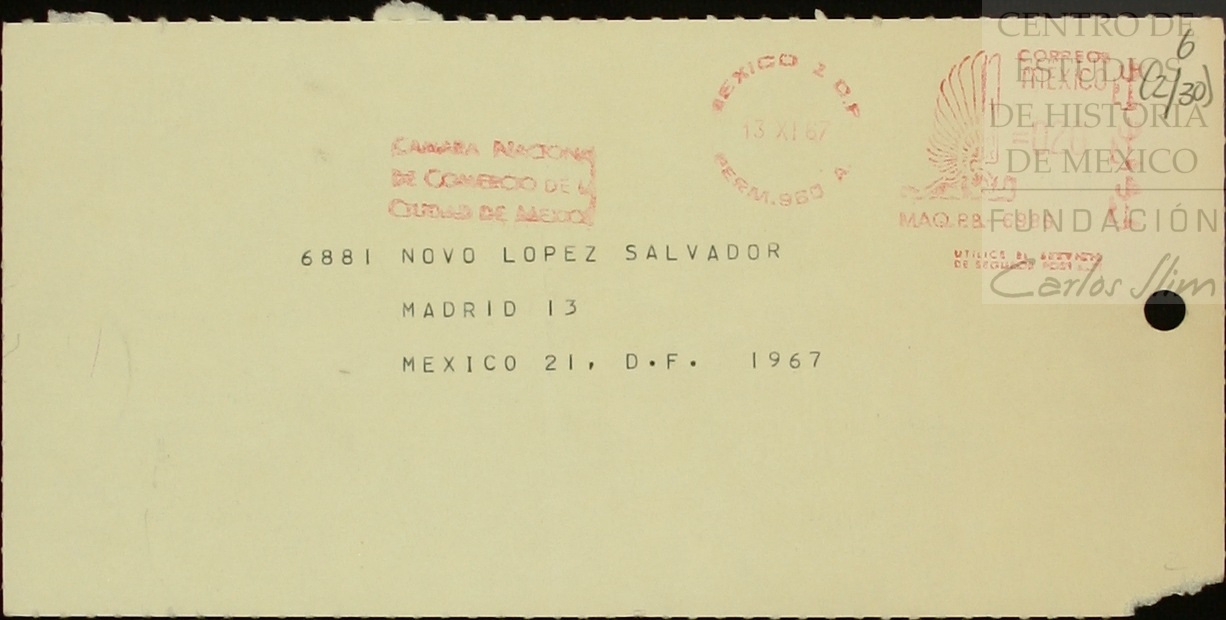 CENTRO DE
ESTUDIOS
DE HISTORIA
DE MEXICO
FUNDACIÓN
Carlos Slim
6
(2/30)
CORREOS
MEXICO
MEXICO 1 D.F
13 XI 67
PERM. 960 A
MAQ. P.B. 6880
UTILICE EL SERVICIO
DE SEGURO POSTAL
CAMARA NACIONAL
DE COMERCIO DE LA
CIUDAD DE MEXICO
6881 NOVO LOPEZ SALVADOR
MADRID 13
MEXICO 21, D.F. 1967